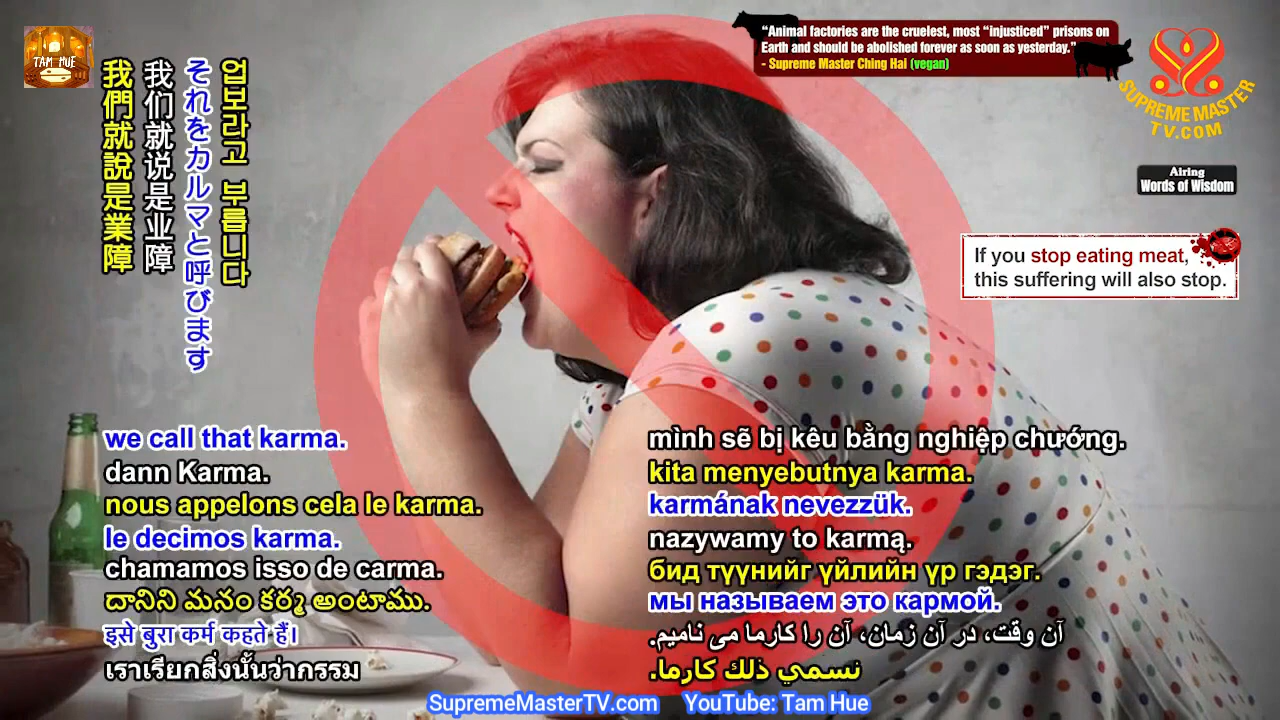 TAM HUE
“Animal factories are the cruelest, most “injusticed” prisons on
Earth and should be abolished forever as soon as yesterday.”
- Supreme Master Ching Hai (vegan)
SUPREME MASTER
TV.COM
Airing
Words of Wisdom
If you stop eating meat,
this suffering will also stop.
我們就說是業障
我们就说是业障
それをカルマと呼びます
업보라고 부릅니다
we call that karma.
dann Karma.
nous appelons cela le karma.
le decimos karma.
chamamos isso de carma.
దానిని మనం కర్మ అంటాము.
इसे बुरा कर्म कहते हैं।
เราเรียกสิ่งนั้นว่ากรรม
mình sẽ bị kêu bằng nghiệp chướng.
kita menyebutnya karma.
karmának nevezzük.
nazywamy to karmą.
бид түүнийг үйлийн үр гэдэг.
мы называем это кармой.
آن وقت، در آن زمان، آن را کارما می نامیم.
نسمي ذلك كارما.
SupremeMasterTV.com YouTube: Tam Hue